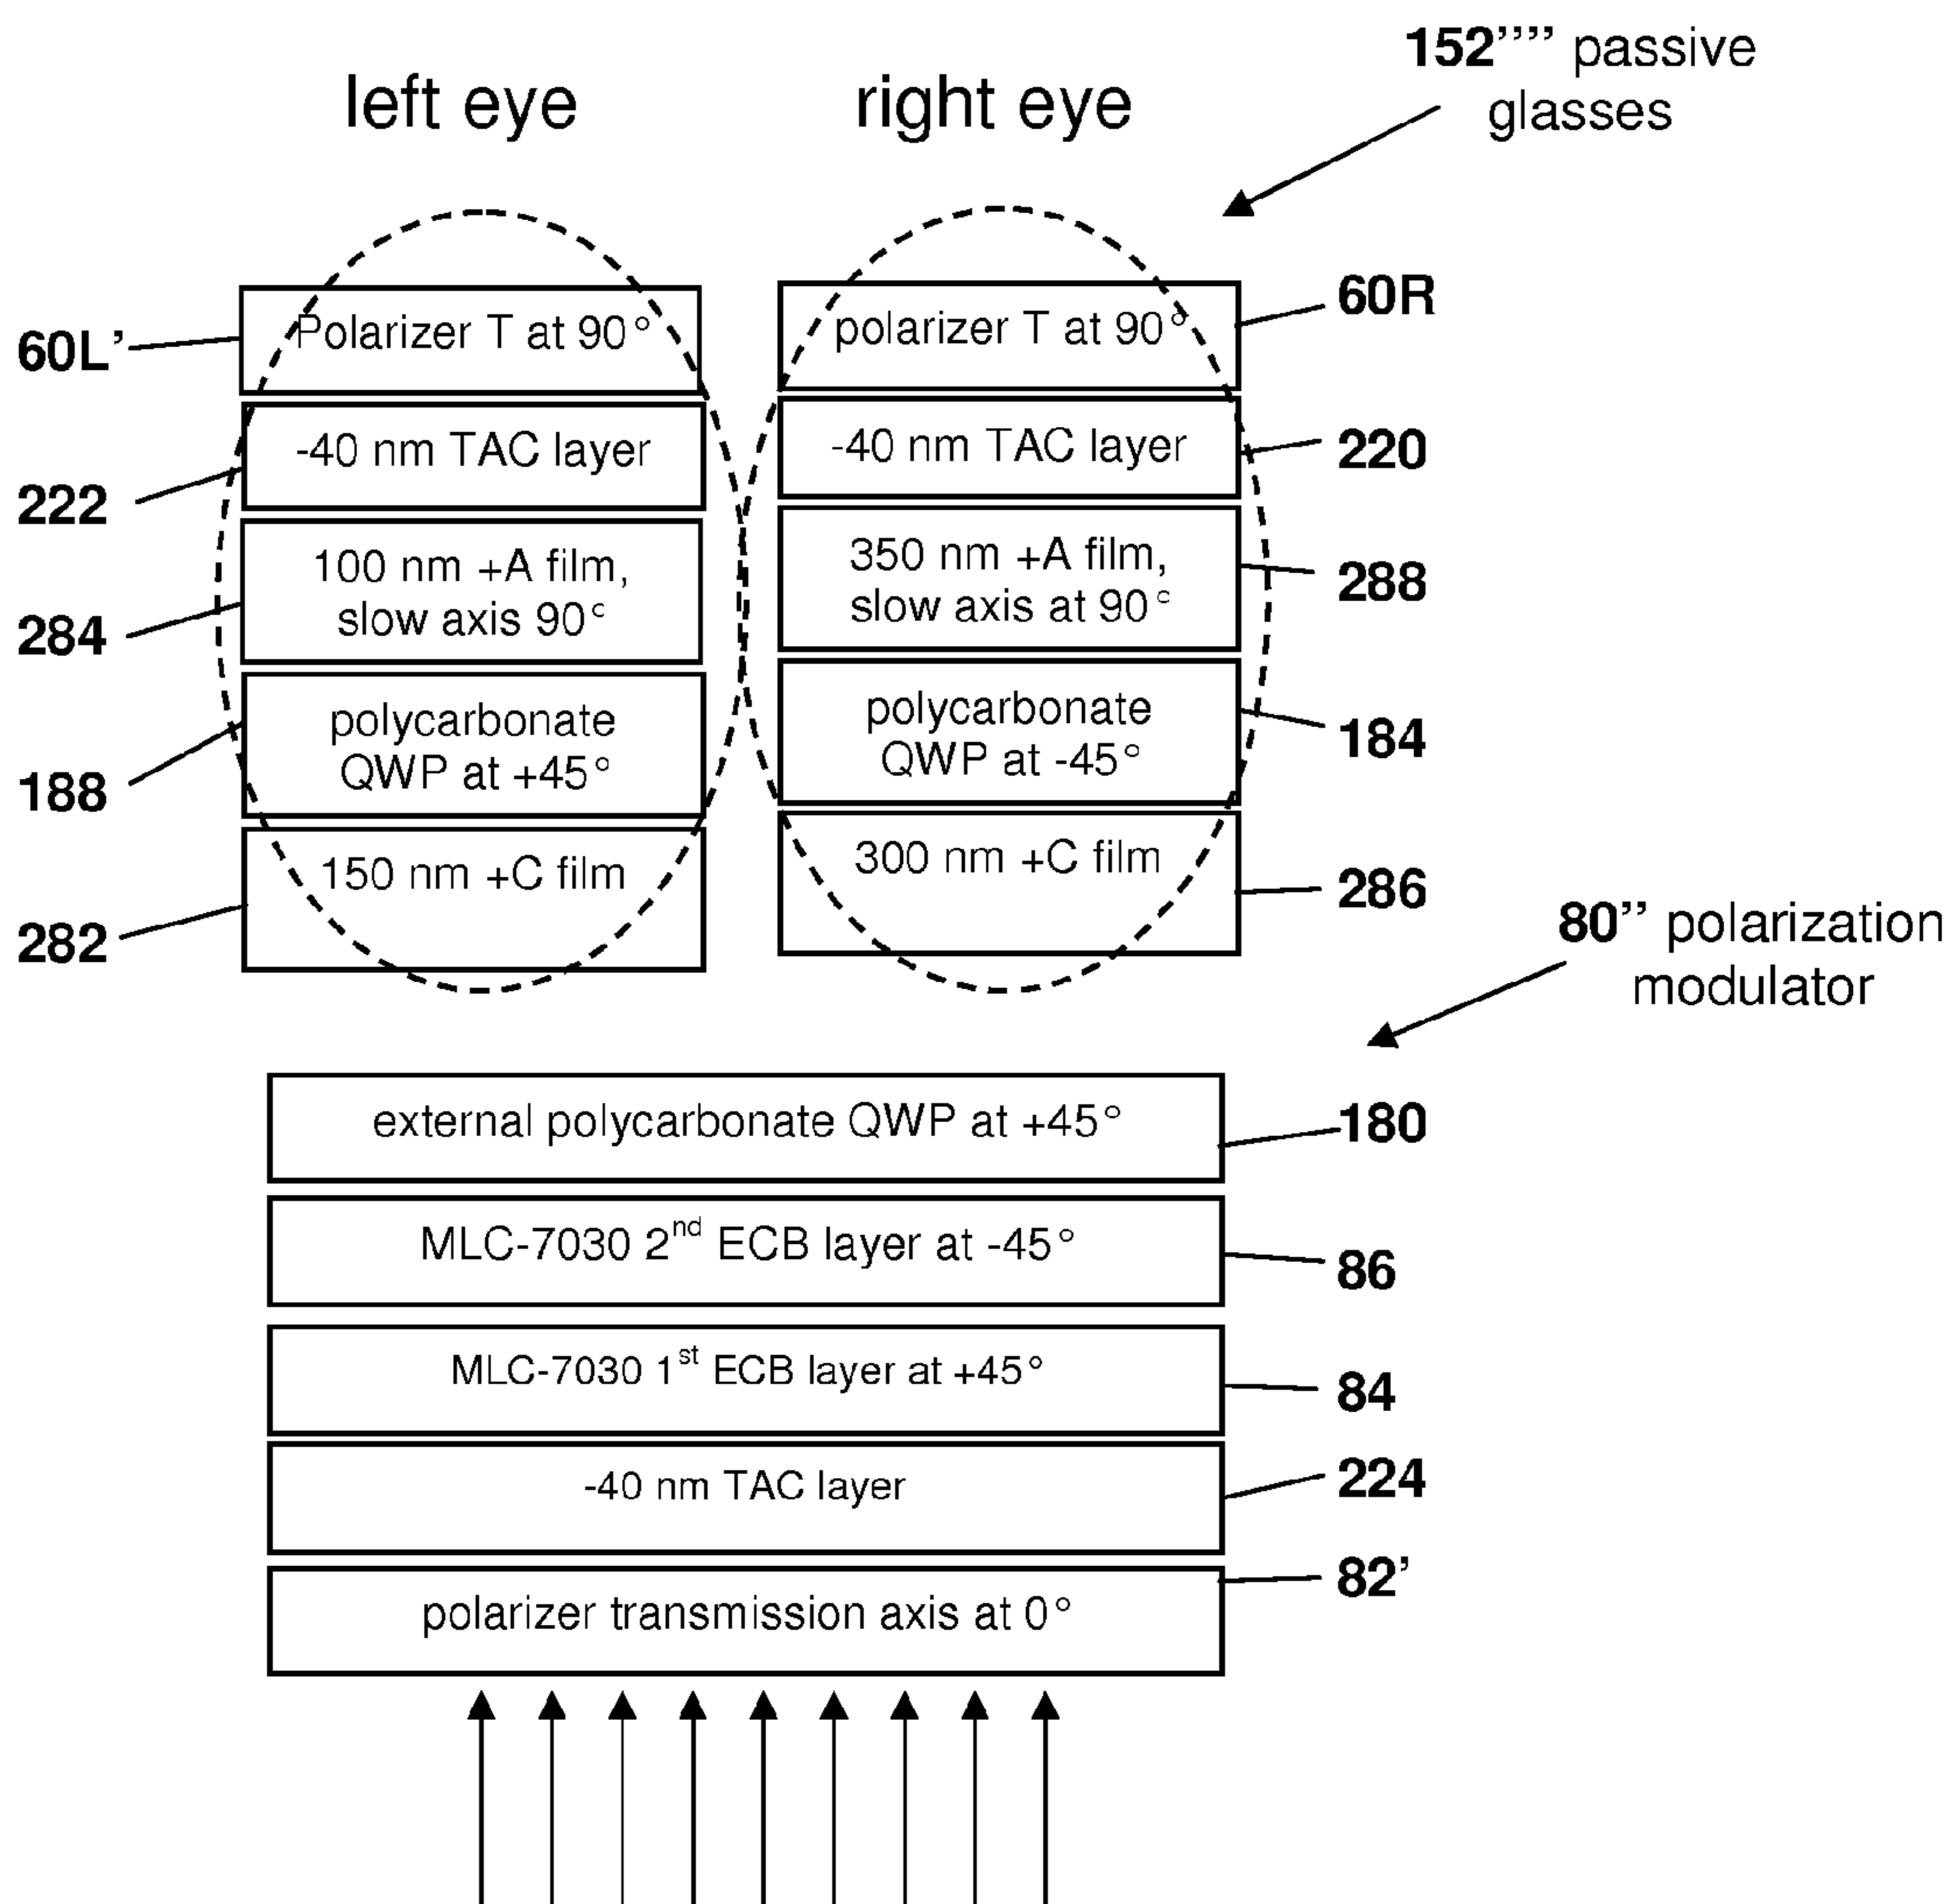 152’’’’ passive
glasses
left eye
right eye
60L’
Polarizer T at 90°
polarizer T at 90°
60R
222
-40 nm TAC layer
-40 nm TAC layer
220
284
100 nm +A film,
slow axis 90°
350 nm +A film,
slow axis at 90°
288
188
polycarbonate
QWP at +45°
polycarbonate
QWP at -45°
184
282
150 nm +C film
300 nm +C film
286
80’’ polarization
modulator
external polycarbonate QWP at +45°
180
MLC-7030 2nd ECB layer at -45°
86
MLC-7030 1st ECB layer at +45°
84
-40 nm TAC layer
224
polarizer transmission axis at 0°
82’